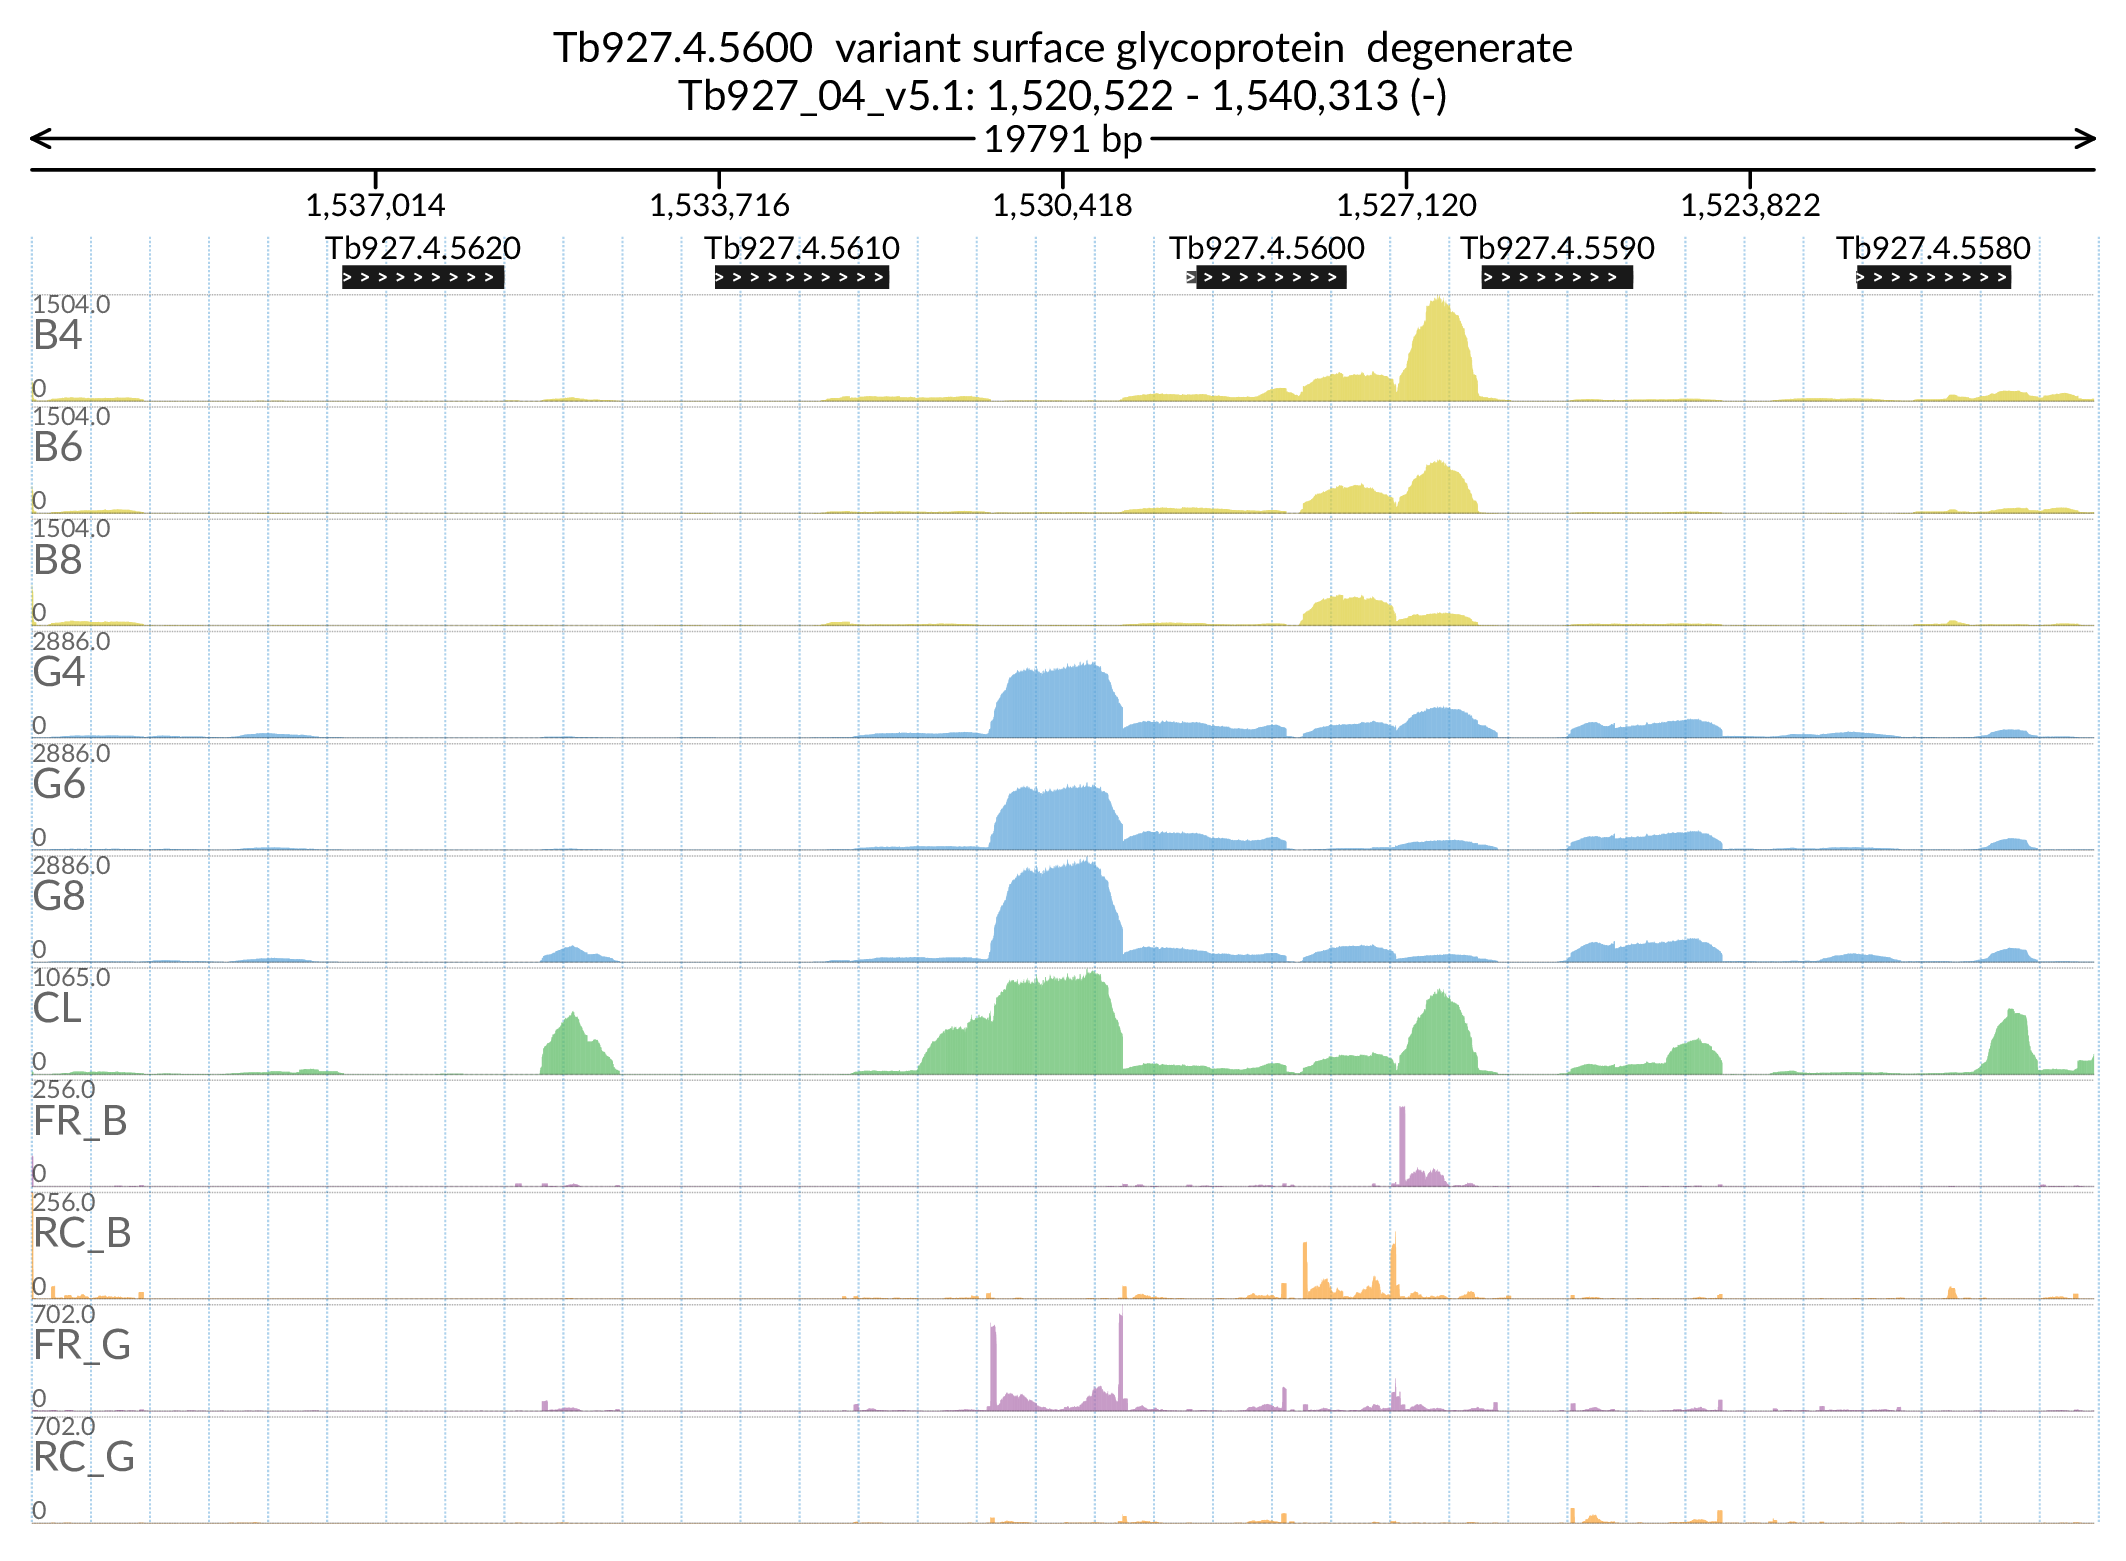 Tb927.4.5600 variant surface glycoprotein degenerate
Tb927_04_v5.1: 1,520,522 - 1,540,313 (-)
19791 bp
1,537,014 1,533,716 1,530,418 1,527,120 1,523,822
Tb927.4.5620 Tb927.4.5610 Tb927.4.5600 Tb927.4.5590 Tb927.4.5580
1504.0
B4
0
1504.0
B6
0
1504.0
B8
0
2886.0
G4
0
2886.0
G6
0
2886.0
G8
0
1065.0
CL
0
256.0
FR_B
0
256.0
RC_B
0
702.0
FR_G
0
702.0
RC_G
0